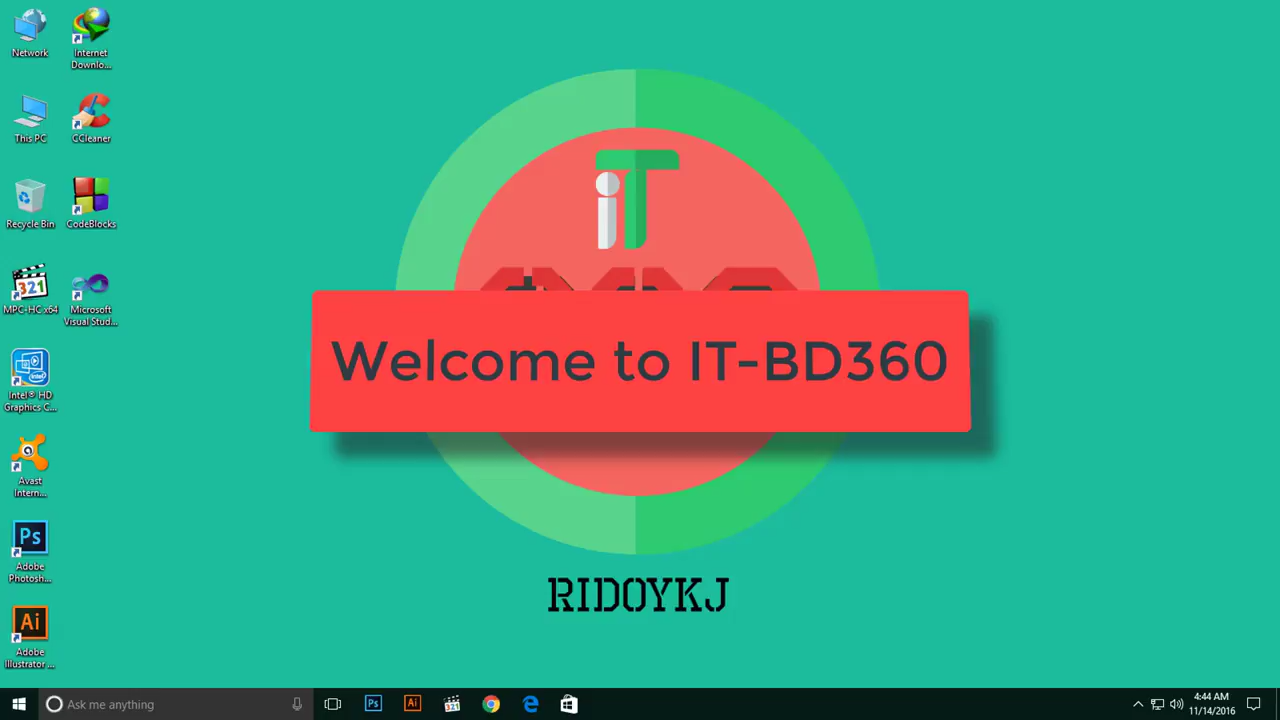 Network
Internet
Downlo...
This PC
CCleaner
Recycle Bin
CodeBlocks
MPC-HC x64
Microsoft
Visual Stud...
Intel® HD
Graphics C...
Avast
Intern...
Adobe
Photosh...
Adobe
Illustrator ...
iT
Welcome to IT-BD360
RIDOYKJ
Ask me anything
4:44 AM
11/14/2016